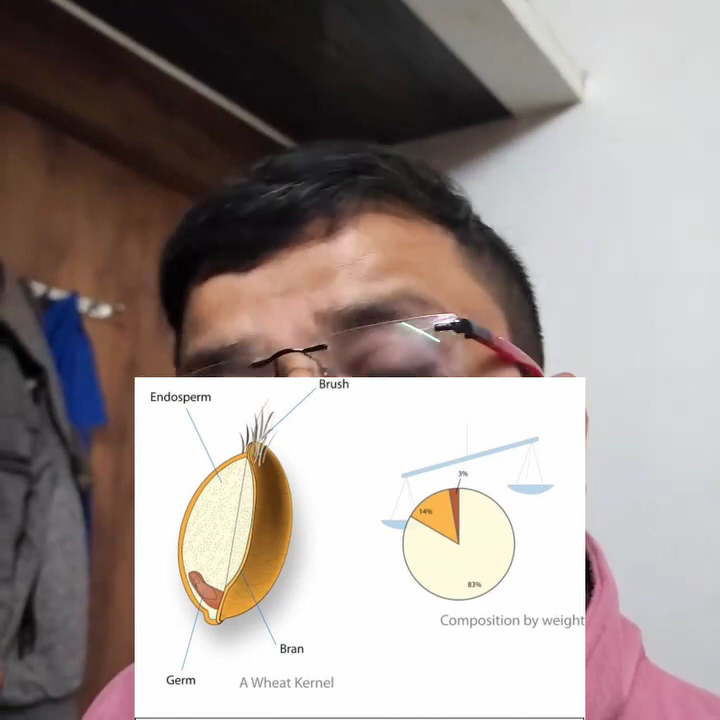 Brush
Endosperm
3%
14%
83%
Composition by weight
Bran
Germ
A Wheat Kernel